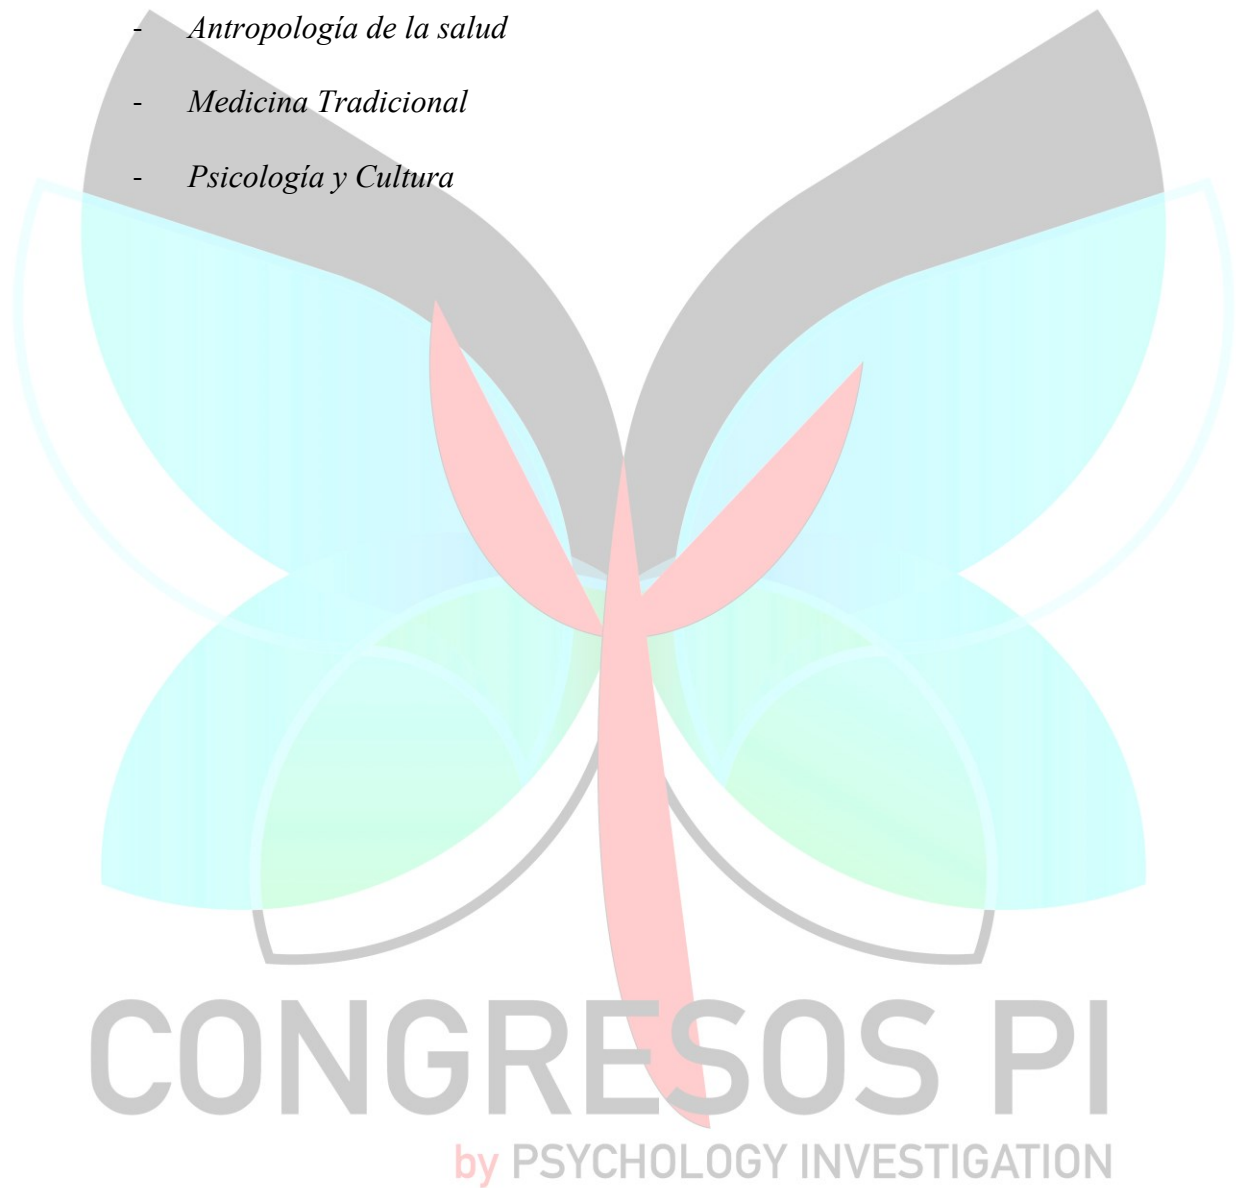 - Antropología de la salud
- Medicina Tradicional
- Psicología y Cultura
CONGRESOS PI
by PSYCHOLOGY INVESTIGATION